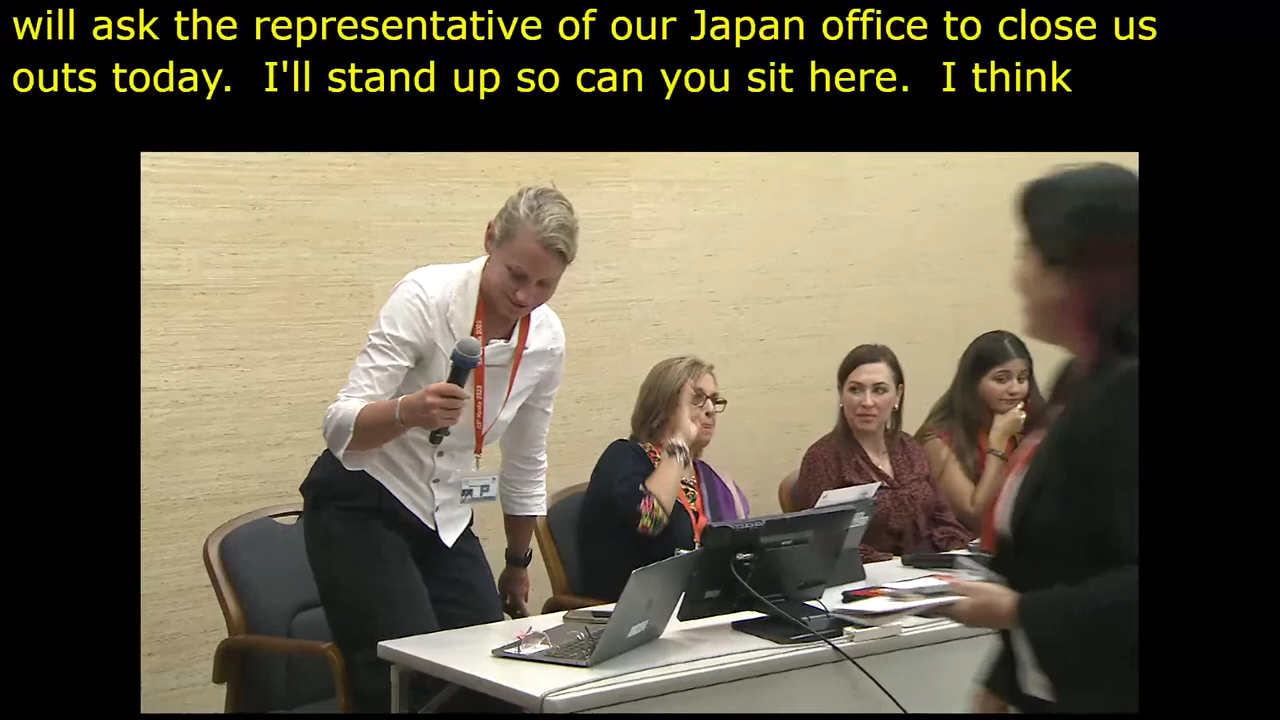 will ask the representative of our Japan office to close us
outs today.  I'll stand up so can you sit here.  I think